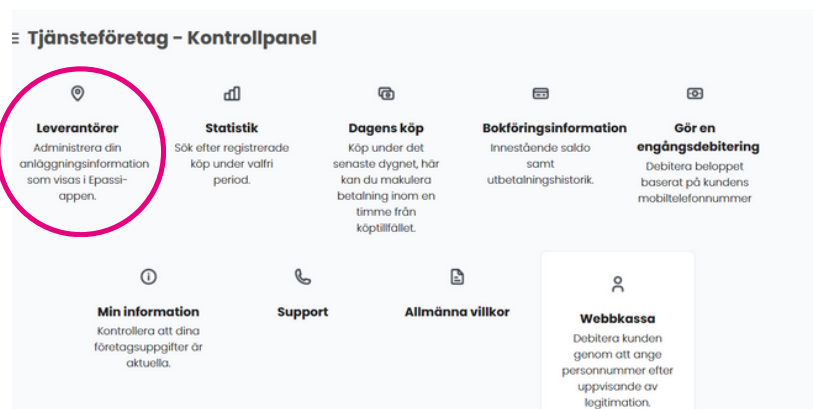 Tjänsteföretag – Kontrollpanel
Leverantörer
Administrera din
anläggningsinformation
som visas i Epassi-
appen.
Statistik
Sök efter registrerade
köp under valfri
period.
Dagens köp
Köp under det
senaste dygnet, här
kan du makulera
betalning inom en
timme från
köptillfället.
Bokföringsinformation
Innestående saldo
samt
utbetalningshistorik.
Gör en
engångsdebitering
Debitera beloppet
baserat på kundens
mobiltelefonnummer
Min information
Kontrollera att dina
företagsuppgifter är
aktuella.
Support
Allmänna villkor
Webbkassa
Debitera kunden
genom att ange
personnummer efter
uppvisande av
legitimation.